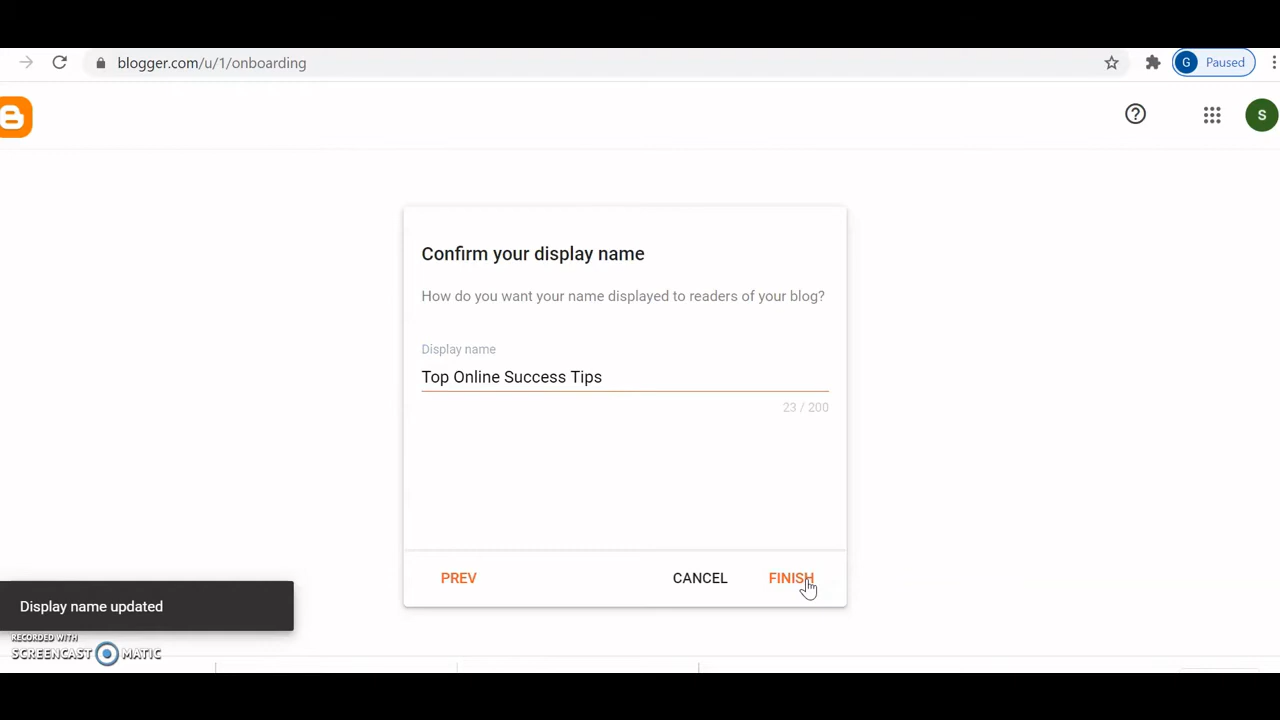 blogger.com/u/1/onboarding
G Paused
S
Confirm your display name
How do you want your name displayed to readers of your blog?
Display name
Top Online Success Tips
23 / 200
PREV CANCEL FINISH
Display name updated
RECORDED WITH
SCREENCAST MATIC